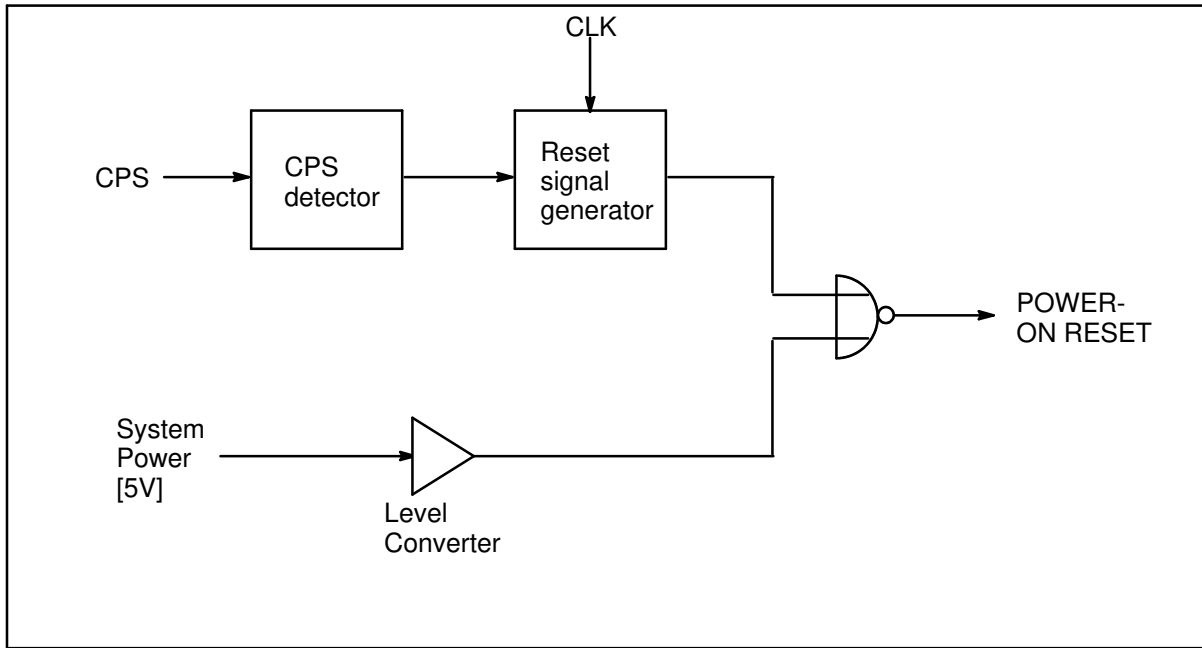 CLK
CPS
CPS
detector
Reset
signal
generator
POWER-
ON RESET
System
Power
[5V]
Level
Converter